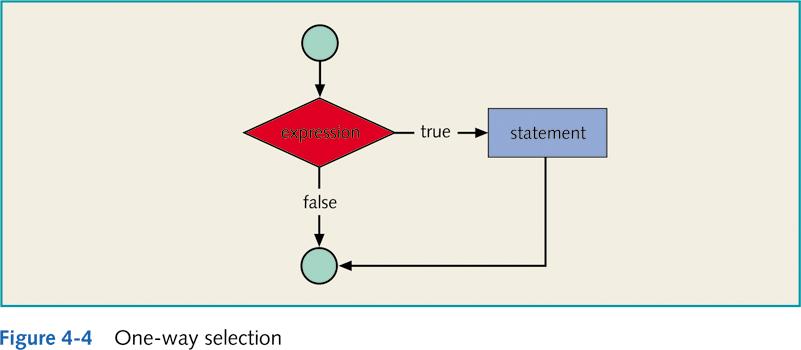 expression
true
statement
false
Figure 4-4 One-way selection